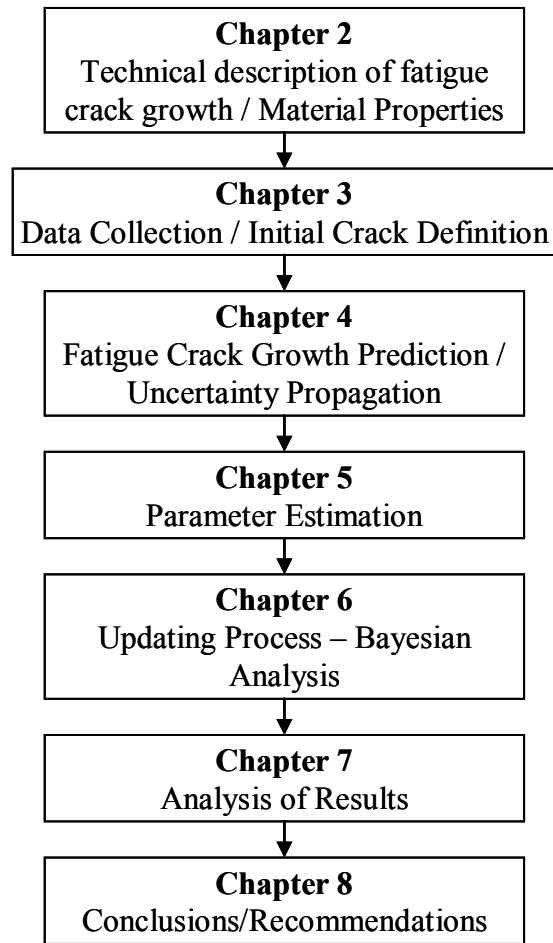 Chapter 2
Technical description of fatigue
crack growth / Material Properties
Chapter 3
Data Collection / Initial Crack Definition
Chapter 4
Fatigue Crack Growth Prediction /
Uncertainty Propagation
Chapter 5
Parameter Estimation
Chapter 6
Updating Process – Bayesian
Analysis
Chapter 7
Analysis of Results
Chapter 8
Conclusions/Recommendations